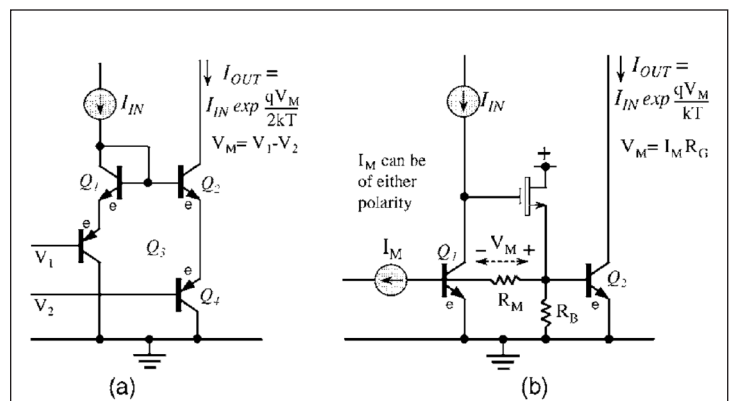 I_OUT =
I_IN exp qV_M
2kT
V_M = V_1-V_2
I_IN
Q_1
Q_2
e
e
e
e
Q_3
Q_4
V_1
V_2
(a)
I_OUT =
I_IN exp qV_M
kT
V_M= I_M R_G
I_IN
I_M can be
of either
polarity
+
I_M
Q_1
− V_M +
Q_2
R_M
R_B
e
e
(b)